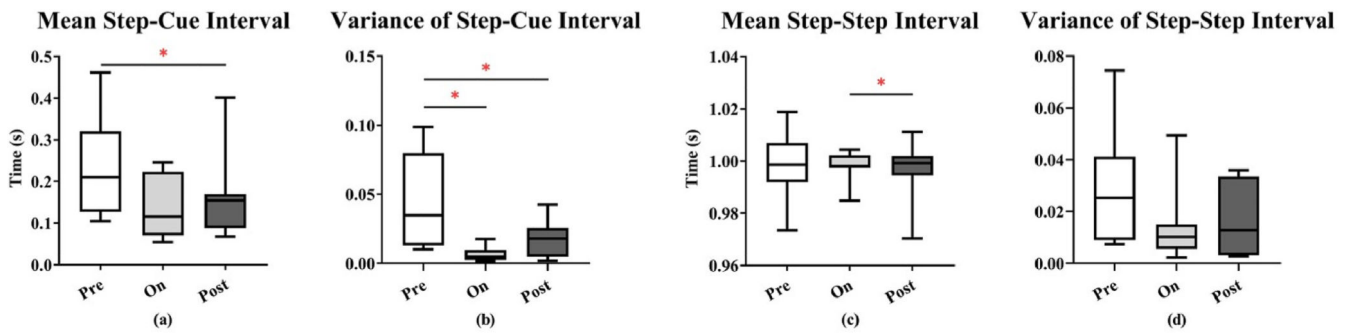 Mean Step-Cue Interval
Time (s)
0.5
0.4
0.3
0.2
0.1
0.0
*
Pre
On
Post
(a)
Variance of Step-Cue Interval
0.15
0.10
0.05
0.00
*
*
Pre
On
Post
(b)
Mean Step-Step Interval
Time (s)
1.04
1.02
1.00
0.98
0.96
*
Pre
On
Post
(c)
Variance of Step-Step Interval
0.08
0.06
0.04
0.02
0.00
Pre
On
Post
(d)